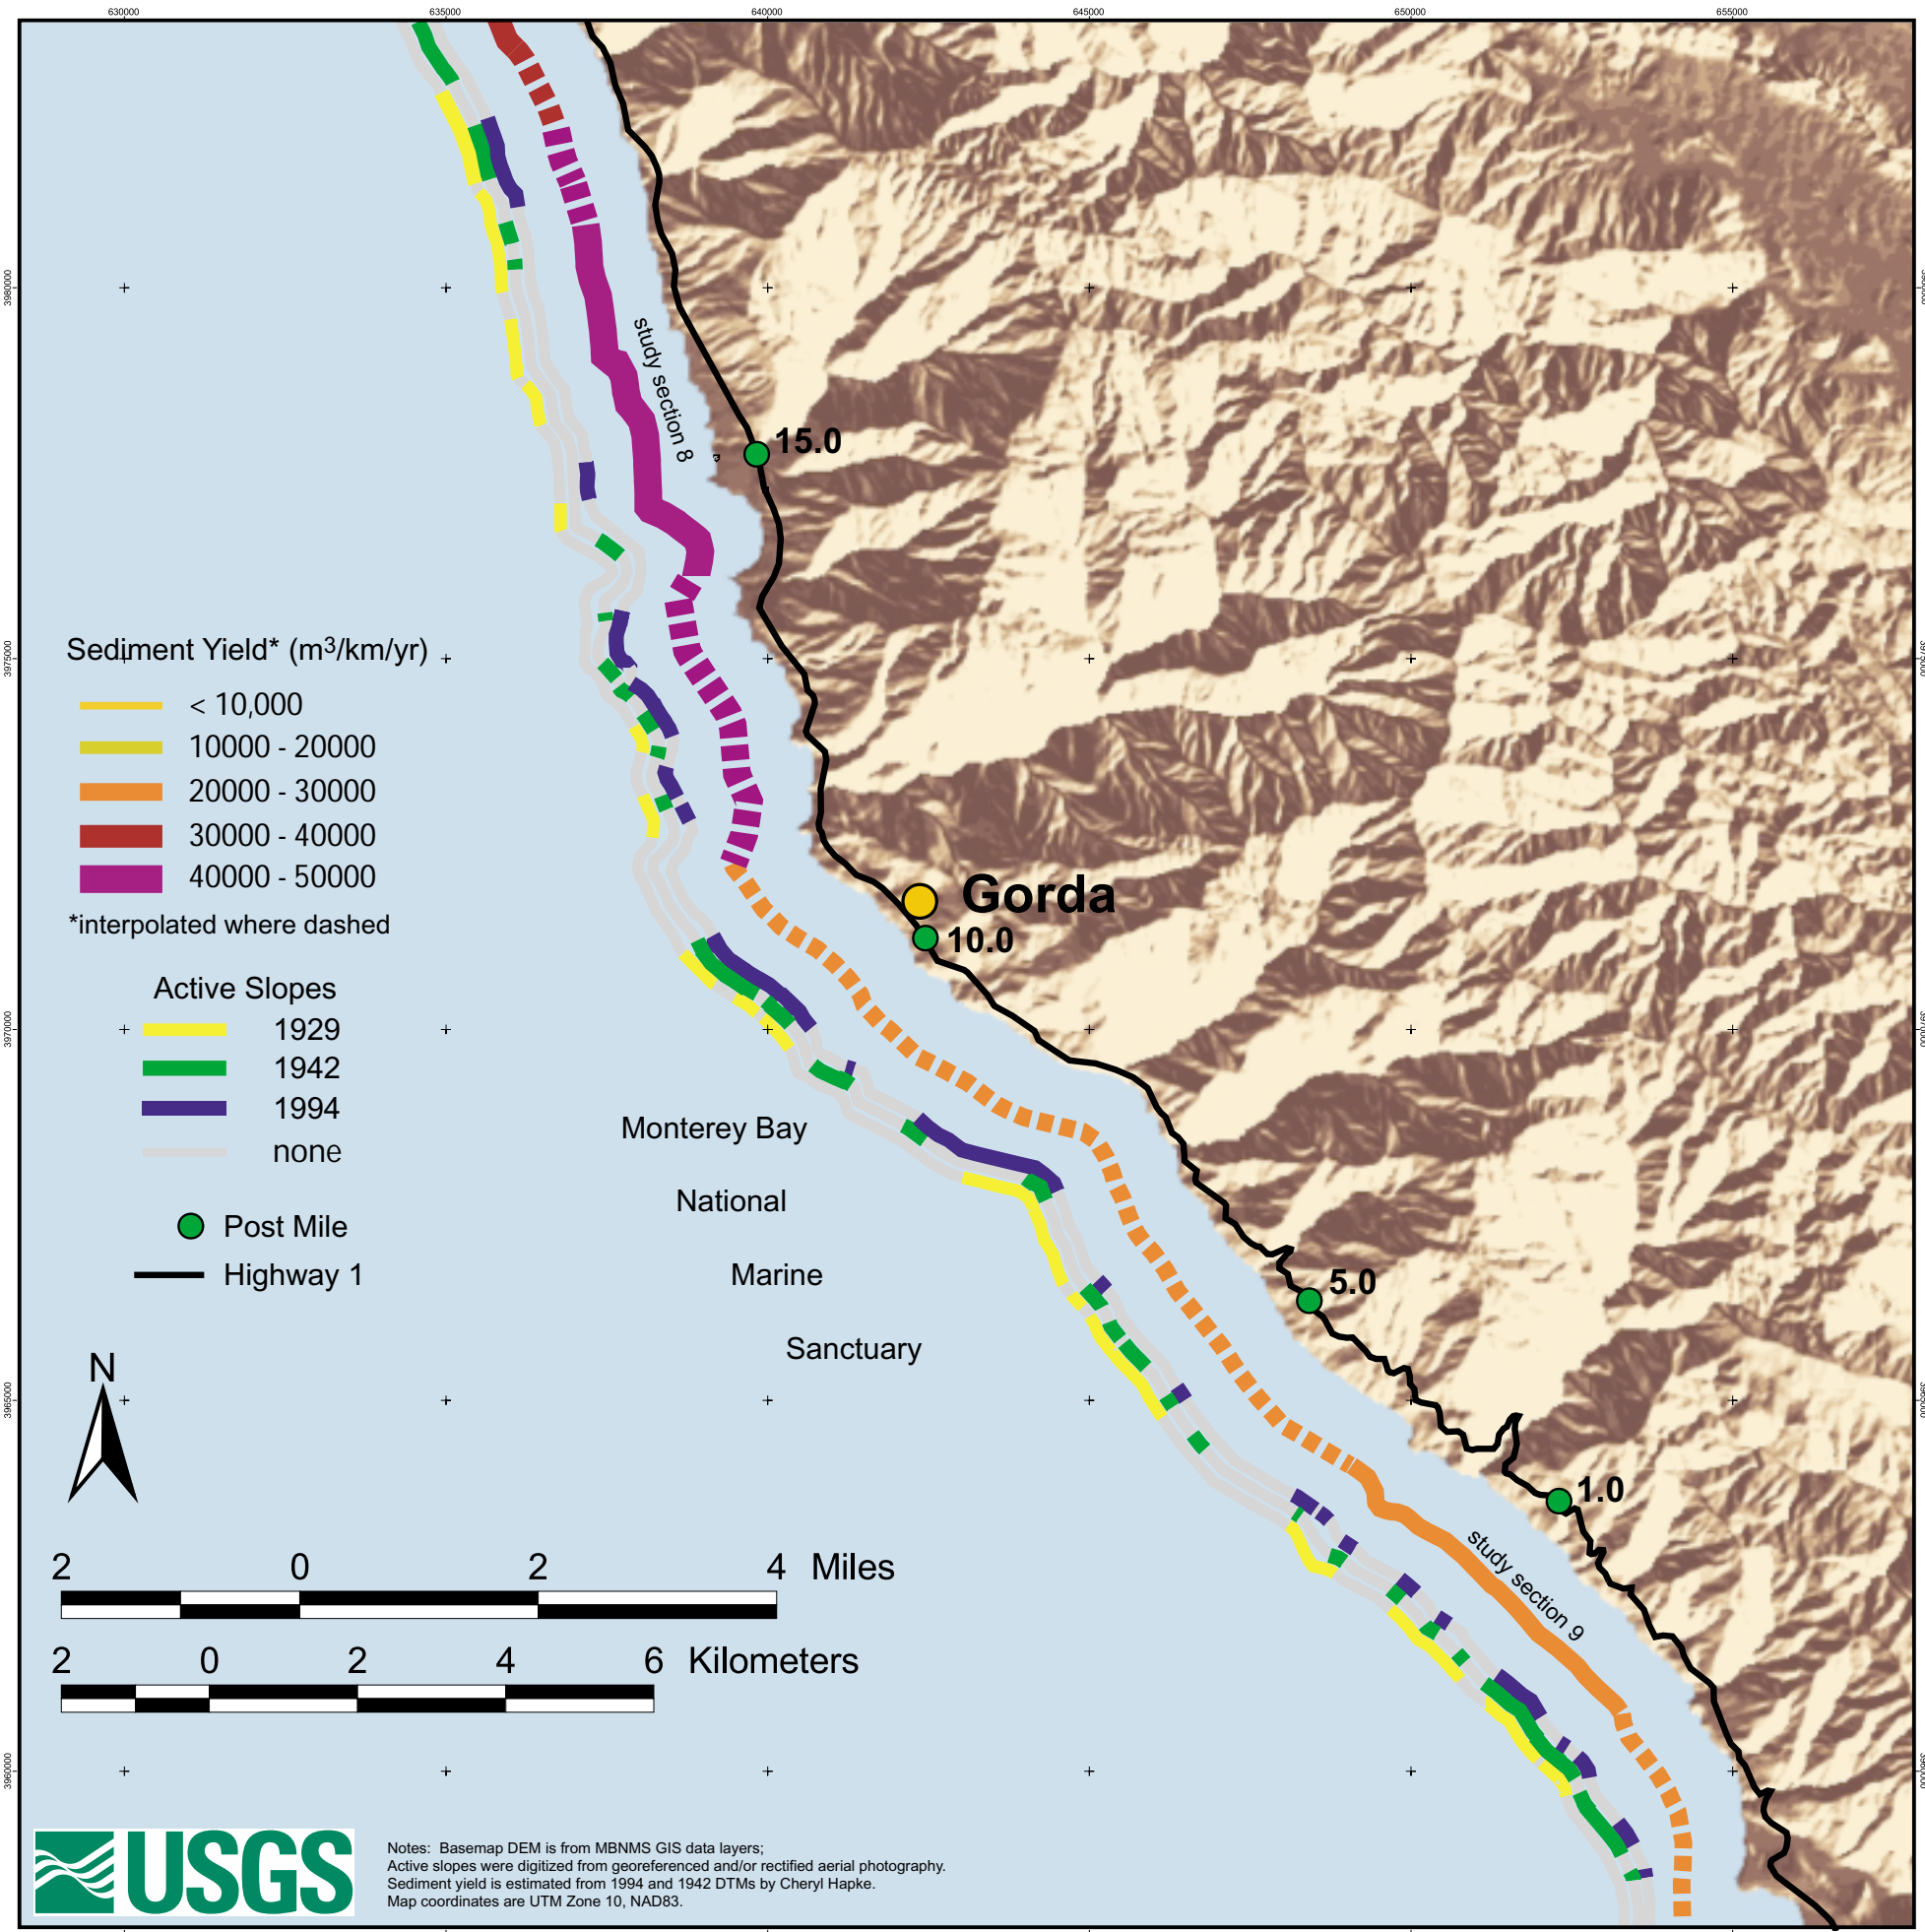 630000
635000
640000
645000
650000
655000
3980000
3975000
3970000
3965000
3960000
study section 8
15.0
Sediment Yield* (m3/km/yr)
< 10,000
10000 - 20000
20000 - 30000
30000 - 40000
40000 - 50000
*interpolated where dashed
Gorda
10.0
Active Slopes
1929
1942
1994
none
Post Mile
Highway 1
Monterey Bay
National
Marine
Sanctuary
5.0
1.0
study section 9
N
2 0 2 4 Miles
2 0 2 4 6 Kilometers
USGS
Notes: Basemap DEM is from MBNMS GIS data layers;
Active slopes were digitized from georeferenced and/or rectified aerial photography.
Sediment yield is estimated from 1994 and 1942 DTMs by Cheryl Hapke.
Map coordinates are UTM Zone 10, NAD83.